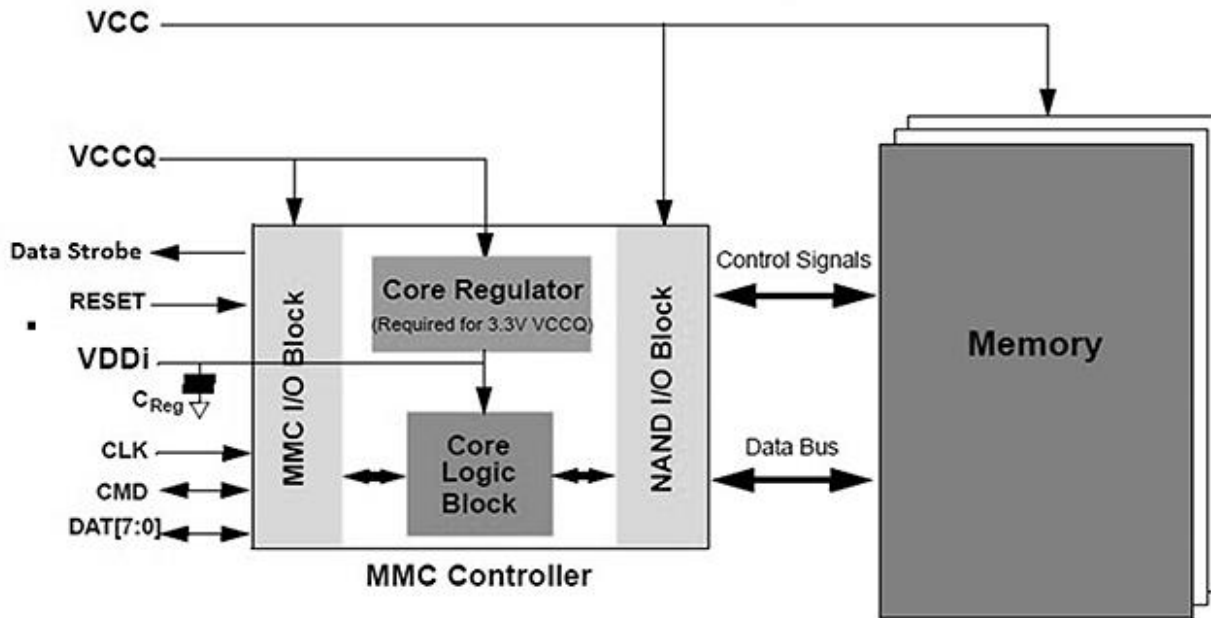 VCC
VCCQ
Data Strobe
RESET
VDDi
CReg
CLK
CMD
DAT[7:0]
MMC I/O Block
Core Regulator
(Required for 3.3V VCCQ)
Core
Logic
Block
NAND I/O Block
MMC Controller
Control Signals
Data Bus
Memory